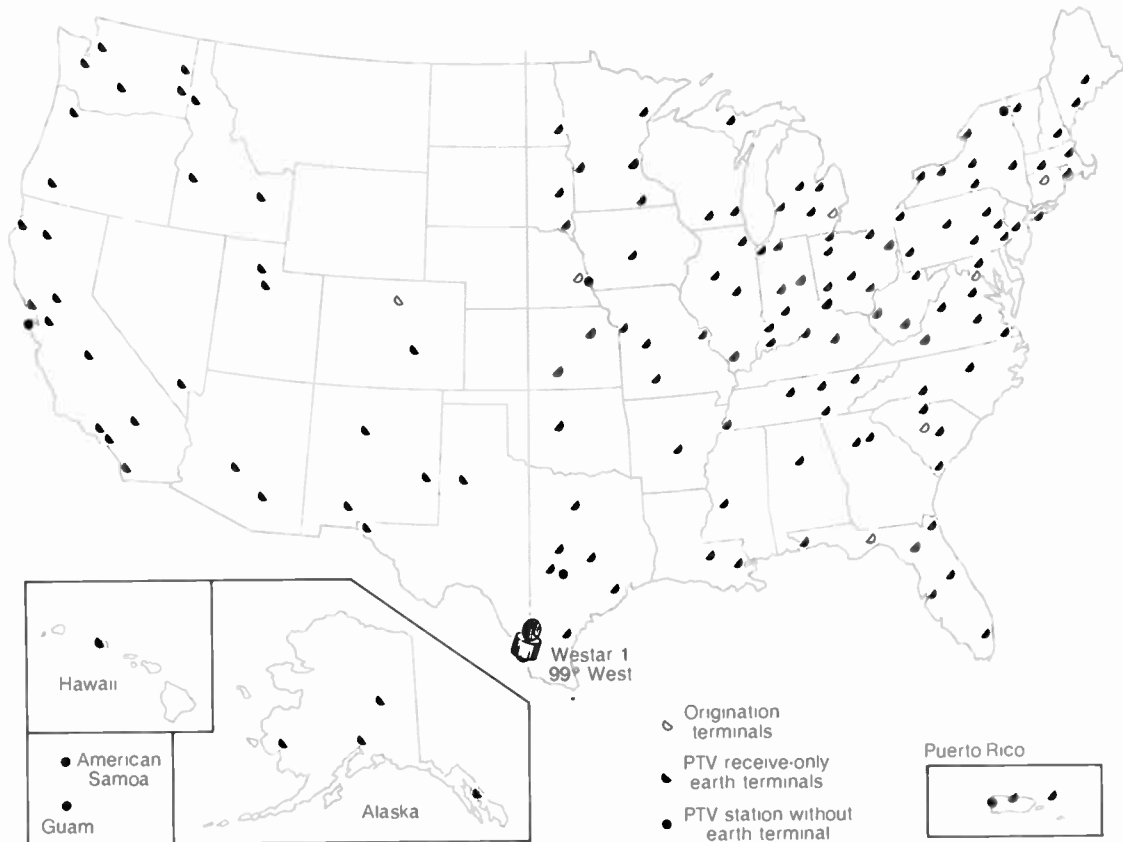 Westar 1
99° West
Hawaii
American
Samoa
Guam
Alaska
Origination
terminals
PTV receive-only
earth terminals
PTV station without
earth terminal
Puerto Rico